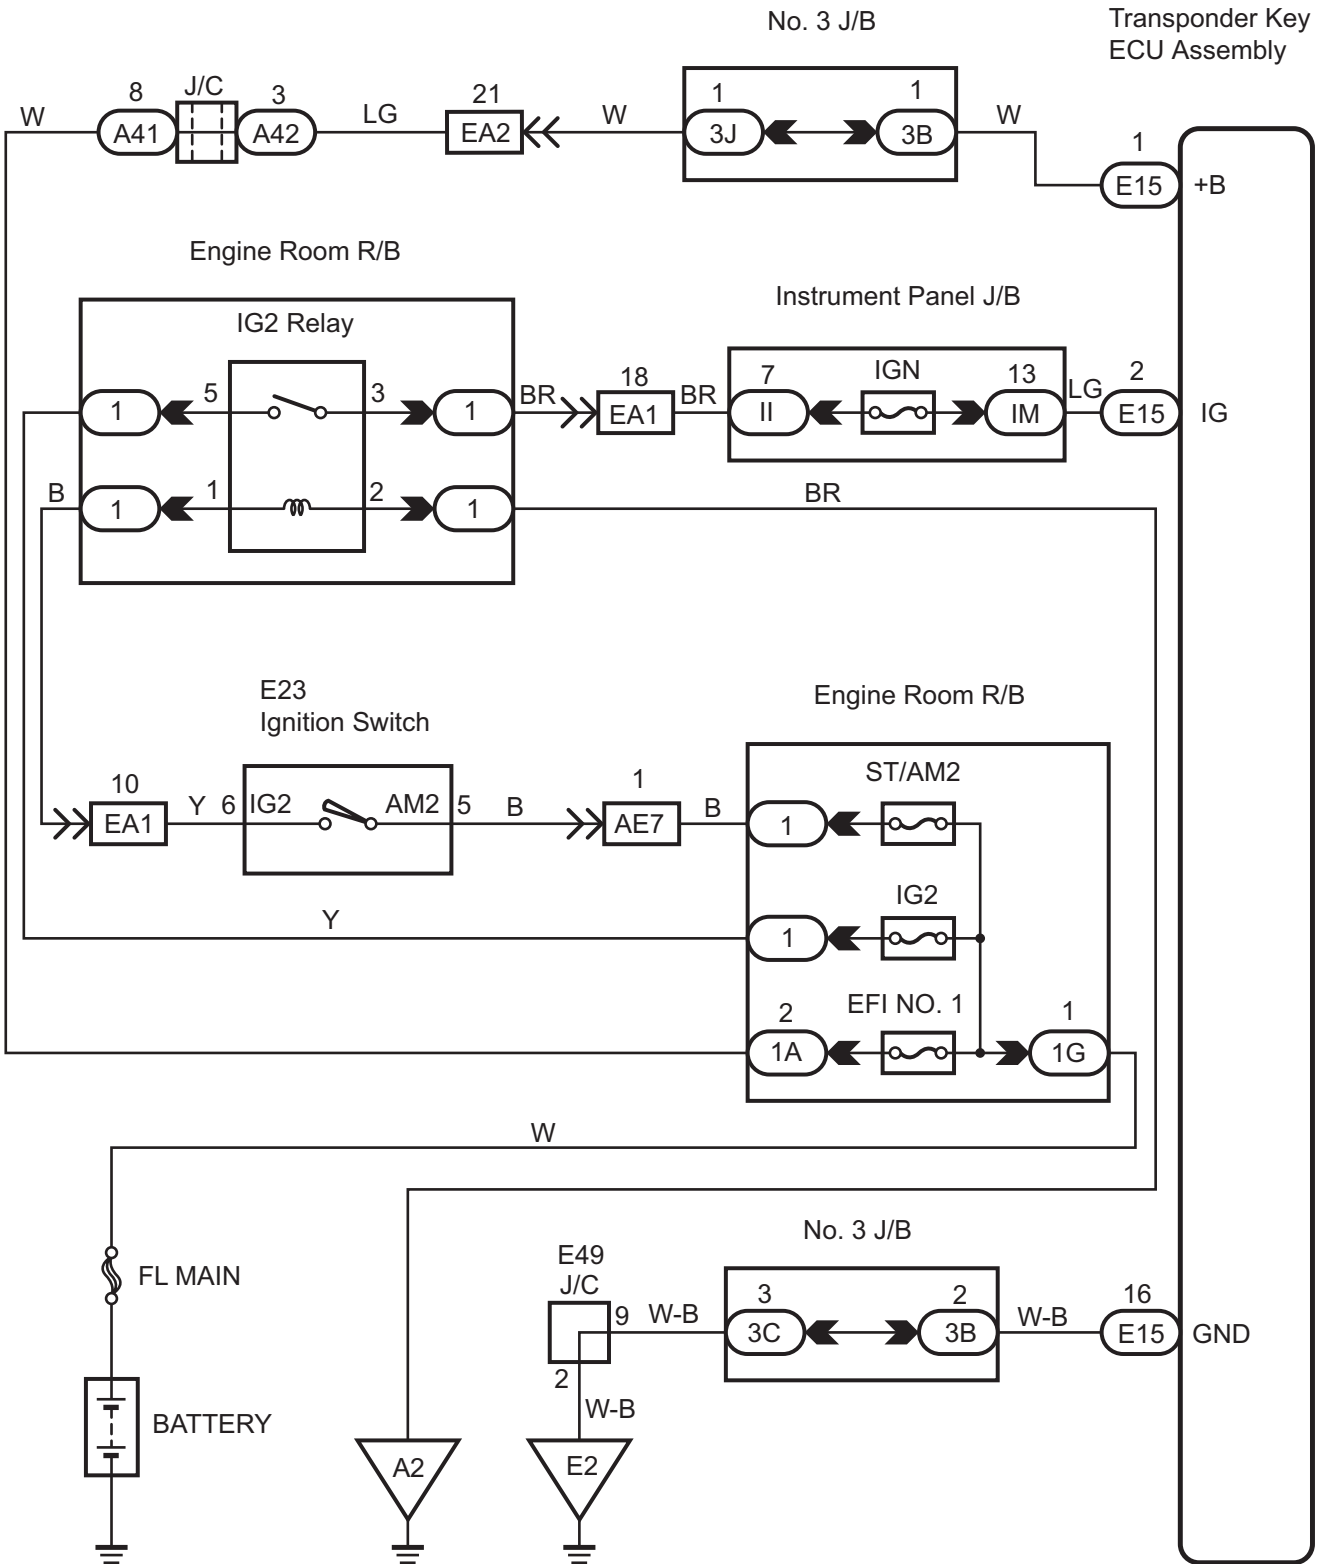 No. 3 J/B
Transponder Key
ECU Assembly
W
8
A41
J/C
3
A42
LG
21
EA2
W
1
3J
1
3B
W
1
E15
+B
Engine Room R/B
IG2 Relay
1
5
3
1
BR
18
EA1
BR
Instrument Panel J/B
7
II
IGN
13
IM
LG
2
E15
IG
B
1
1
2
1
BR
E23
Ignition Switch
10
EA1
Y
6
IG2
AM2
5
B
1
AE7
B
Engine Room R/B
ST/AM2
1
IG2
1
Y
EFI NO. 1
2
1A
1
1G
W
FL MAIN
BATTERY
A2
E49
J/C
9
W-B
2
W-B
E2
No. 3 J/B
3
3C
2
3B
W-B
16
E15
GND